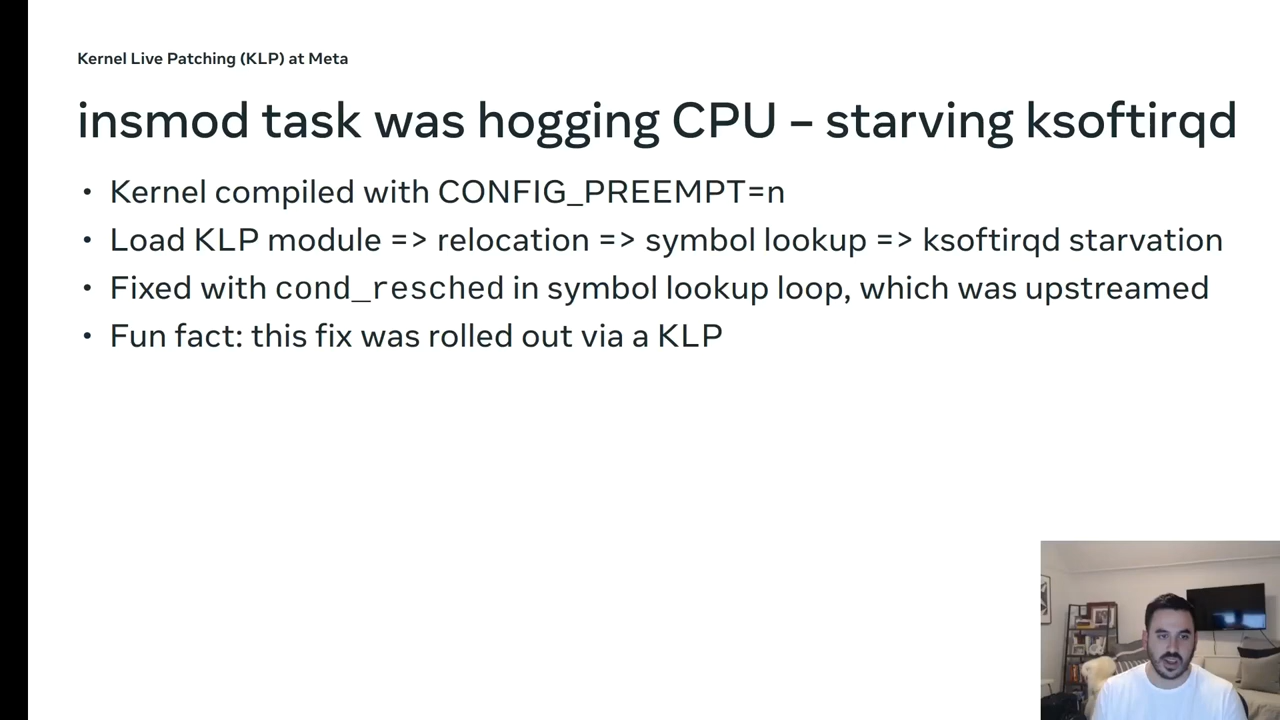 Kernel Live Patching (KLP) at Meta
insmod task was hogging CPU – starving ksoftirqd
• Kernel compiled with CONFIG_PREEMPT=n
• Load KLP module => relocation => symbol lookup => ksoftirqd starvation
• Fixed with cond_resched in symbol lookup loop, which was upstreamed
• Fun fact: this fix was rolled out via a KLP